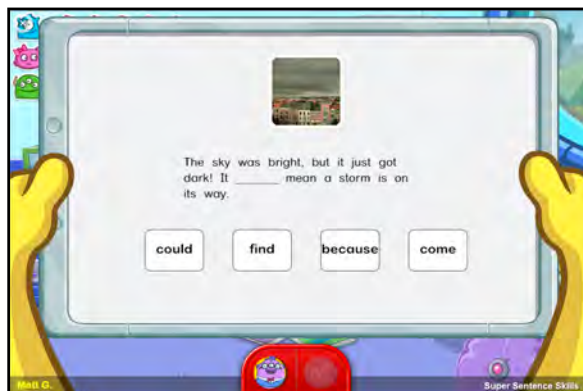 The sky was bright, but it just got
dark! It _______ mean a storm is on
its way.
could
find
because
come
Matt G.
Super Sentence Skills